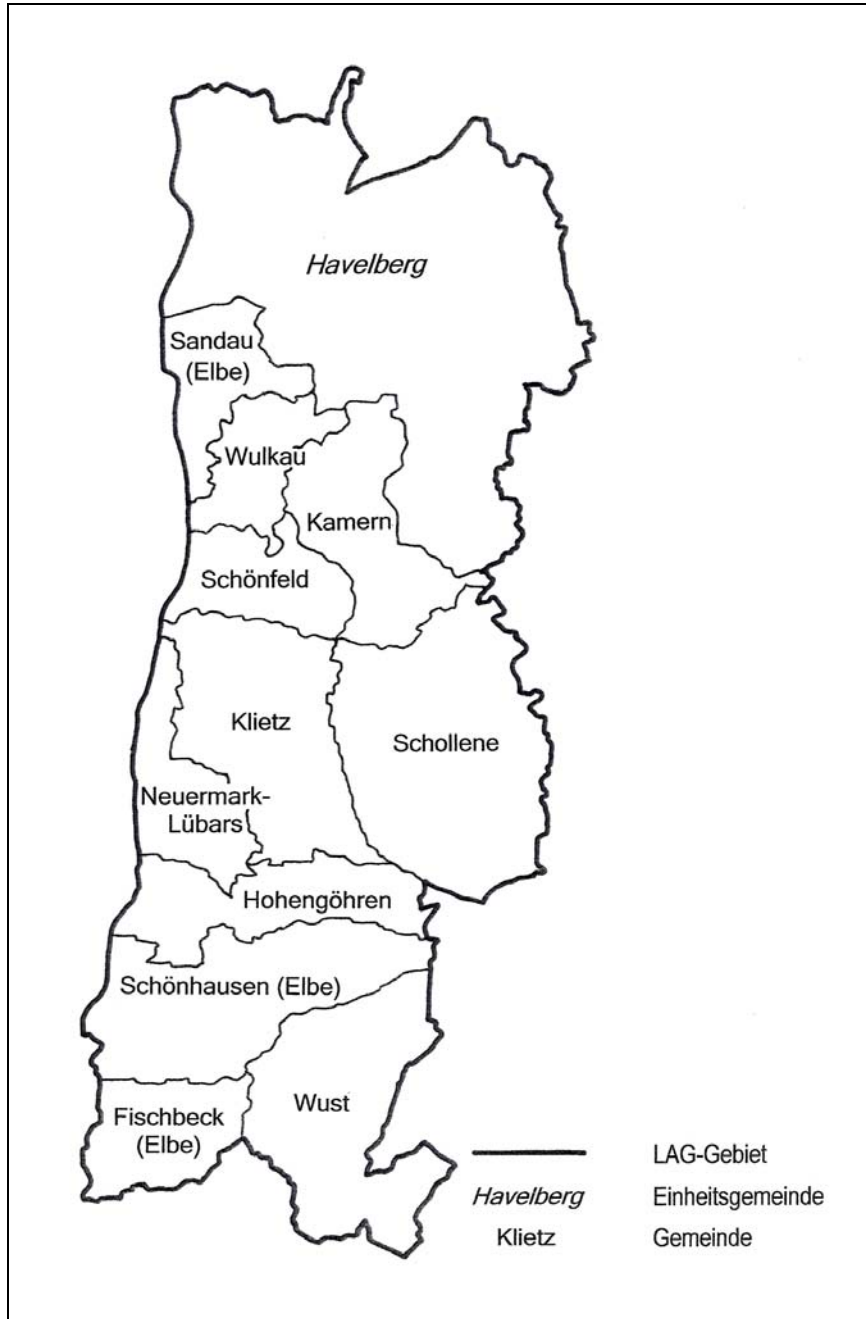 Havelberg
Sandau
(Elbe)
Wulkau
Kamern
Schönfeld
Klietz
Schollene
Neuermark-
Lübars
Hohengöhren
Schönhausen (Elbe)
Wust
Fischbeck
(Elbe)
LAG-Gebiet
Havelberg Einheitsgemeinde
Klietz Gemeinde